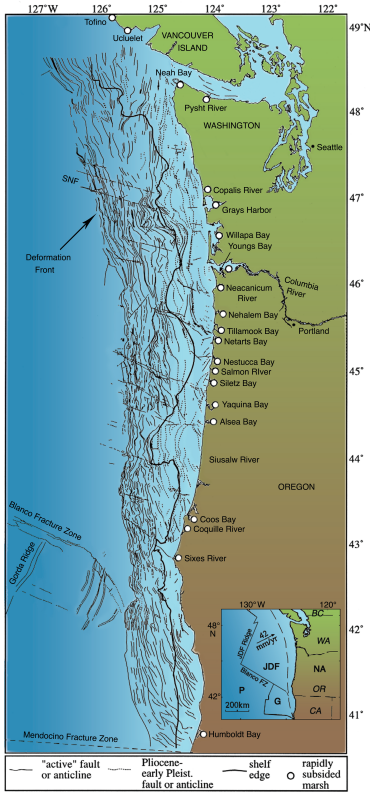 127°W 126° 125° 124° 123° 122°
49°N
Tofino
VANCOUVER
ISLAND
Ucluelet
Neah Bay
48°
Pysht River
WASHINGTON
Seattle
SNF
Copalis River
47°
Grays Harbor
Willapa Bay
Youngs Bay
Deformation
Front
Columbia
River
46°
Neacanicum
River
Nehalem Bay
Tillamook Bay
Portland
Netarts Bay
Nestucca Bay
Salmon River
45°
Siletz Bay
Yaquina Bay
Alsea Bay
44°
Siusalw River
OREGON
Blanco Fracture Zone
Coos Bay
Coquille River
43°
Gorda Ridge
Sixes River
42°
130°W 120°
BC
48°
N
JDF Ridge
42
mm/yr
WA
JDF
NA
Blanco FZ
P
OR
42°
G
CA
200km
41°
Mendocino Fracture Zone
Humboldt Bay
"active" fault
or anticline
Pliocene-
early Pleist.
fault or anticline
shelf
edge
rapidly
subsided
marsh